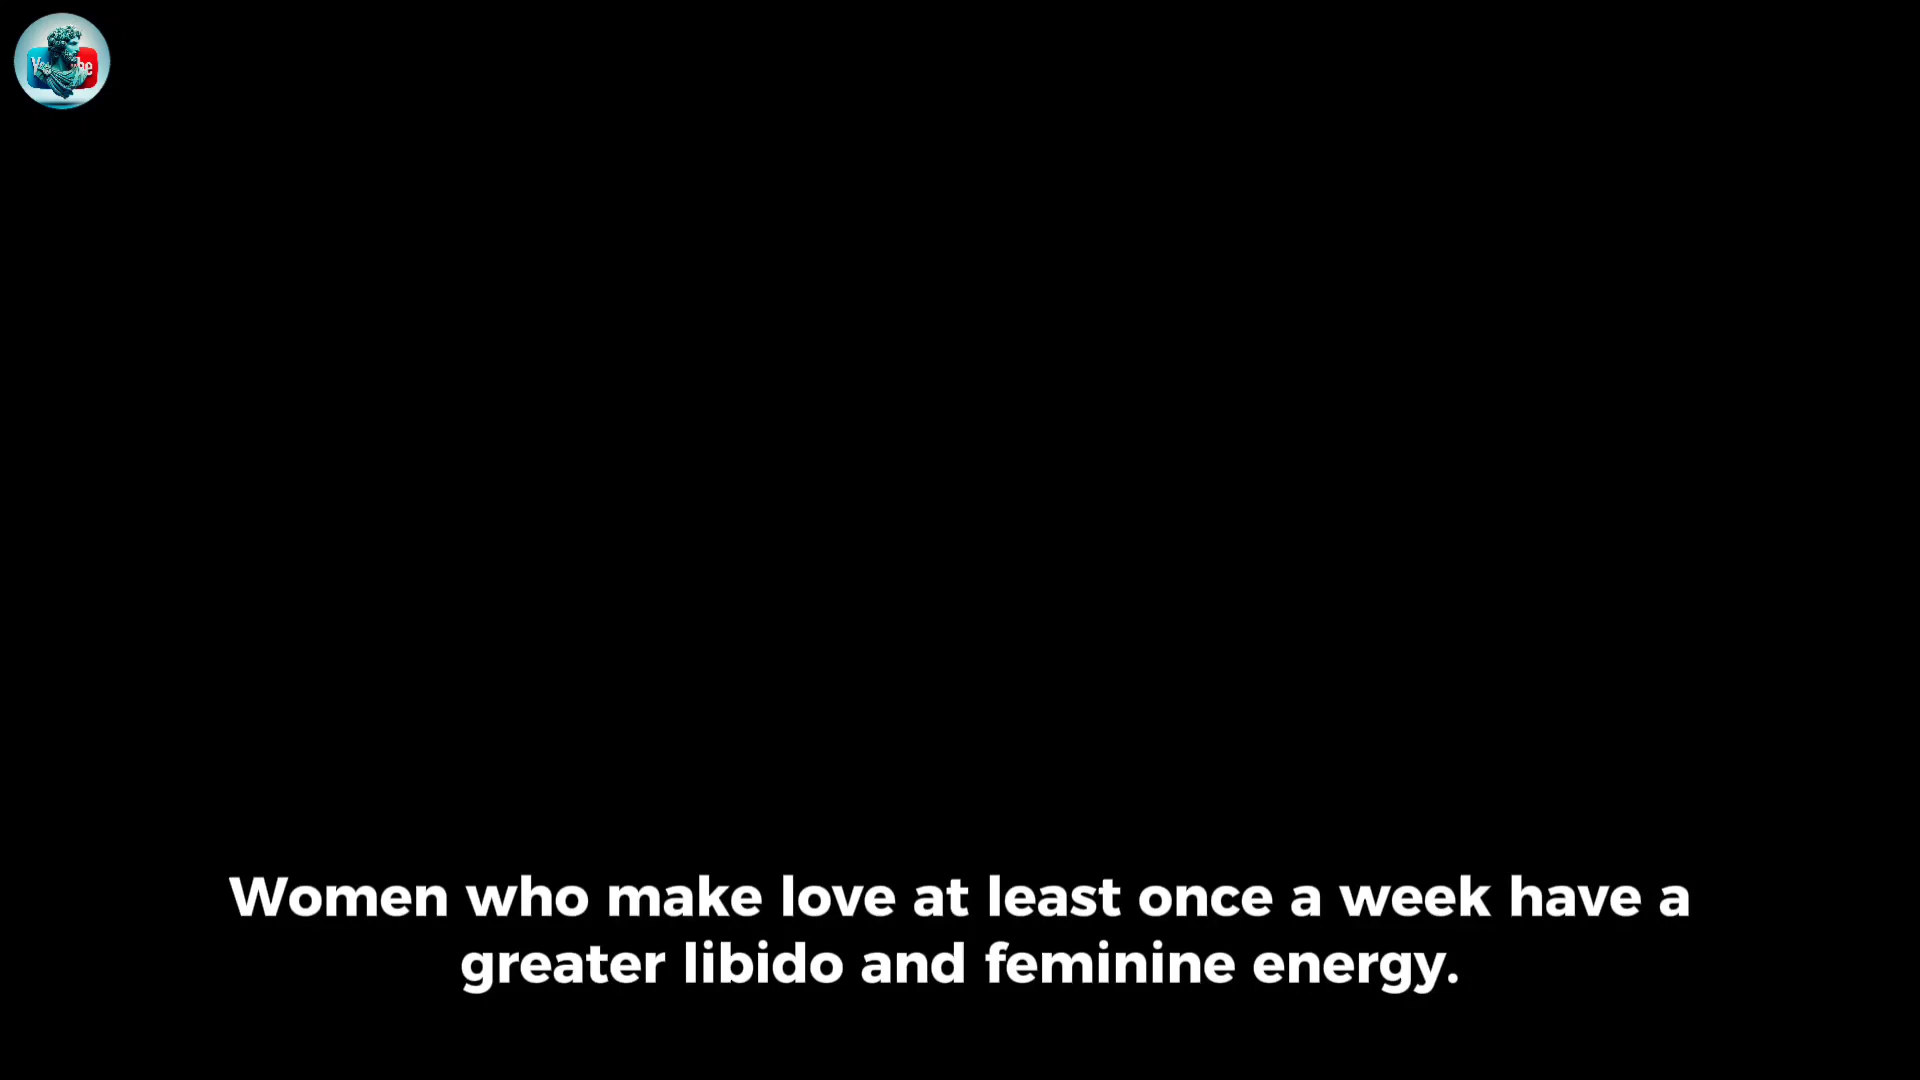 Women who make love at least once a week have a
greater libido and feminine energy.